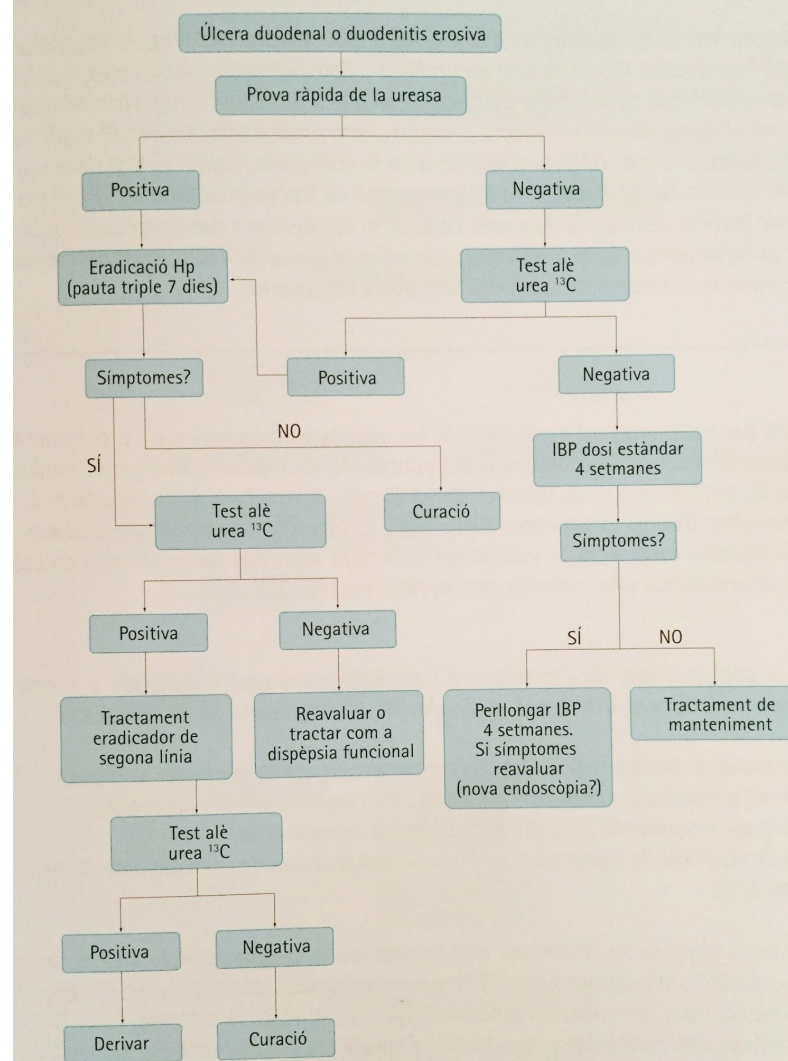 Úlcera duodenal o duodenitis erosiva
Prova ràpida de la ureasa
Positiva
Negativa
Eradicació Hp
(pauta triple 7 dies)
Test alè
urea ¹³C
Símptomes?
Positiva
Negativa
NO
SÍ
IBP dosi estàndar
4 setmanes
Test alè
urea ¹³C
Curació
Símptomes?
Positiva
Negativa
SÍ
NO
Tractament
eradicador de
segona línia
Reavaluar o
tractar com a
dispèpsia funcional
Perllongar IBP
4 setmanes.
Si símptomes
reavaluar
(nova endoscòpia?)
Tractament de
manteniment
Test alè
urea ¹³C
Positiva
Negativa
Derivar
Curació